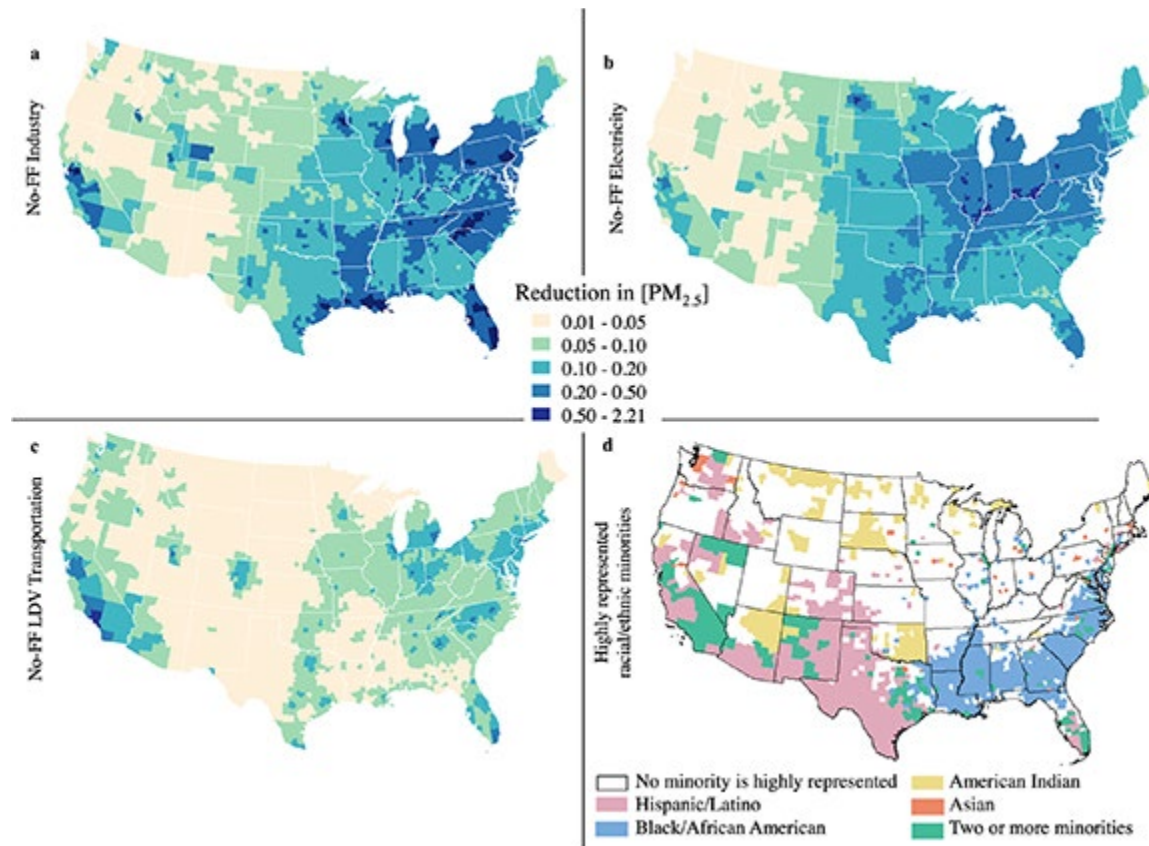 a
No-FF Industry
b
No-FF Electricity
Reduction in [PM2.5]
0.01 - 0.05
0.05 - 0.10
0.10 - 0.20
0.20 - 0.50
0.50 - 2.21
c
No-FF LDV Transportation
d
Highly represented
racial/ethnic minorities
No minority is highly represented
American Indian
Hispanic/Latino
Asian
Black/African American
Two or more minorities